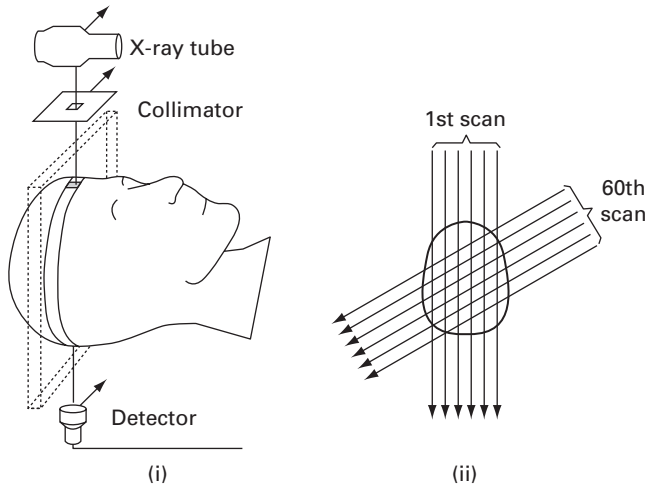 X-ray tube
Collimator
Detector
(i)
1st scan
60th
scan
(ii)